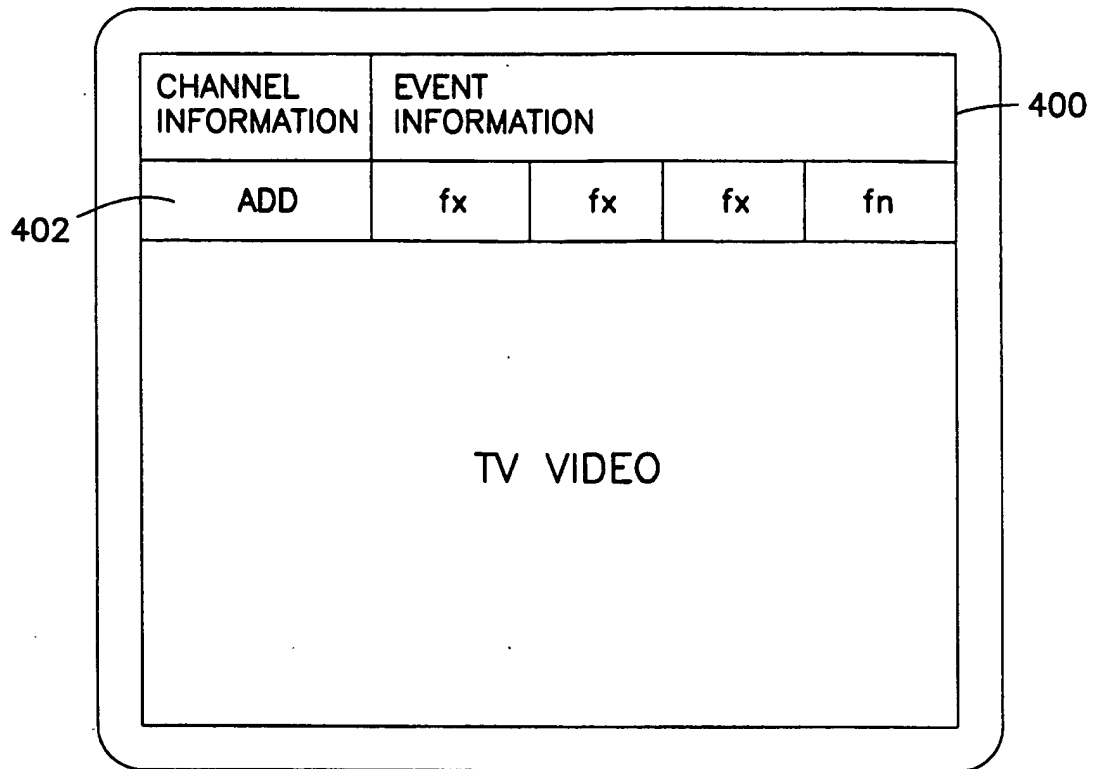 CHANNEL
INFORMATION
EVENT
INFORMATION
400
402
ADD
fx
fx
fx
fn
TV VIDEO